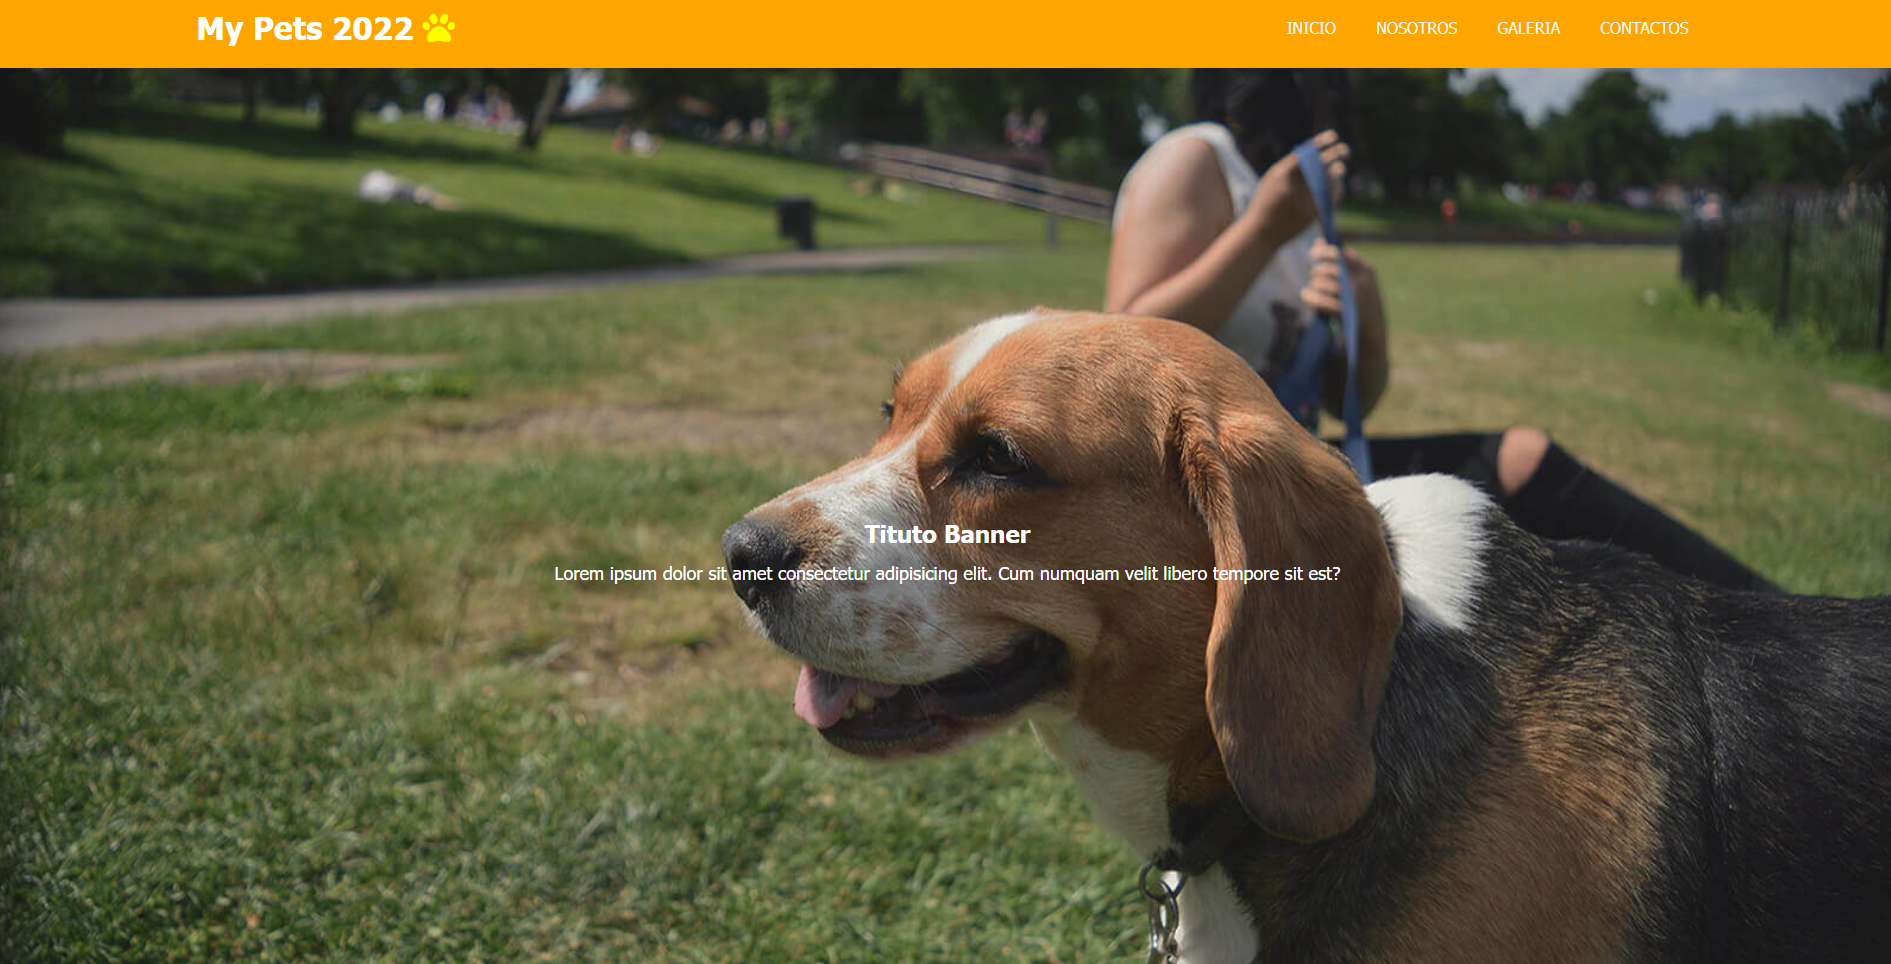 My Pets 2022
INICIO NOSOTROS GALERIA CONTACTOS
Tituto Banner
Lorem ipsum dolor sit amet consectetur adipisicing elit. Cum numquam velit libero tempore sit est?